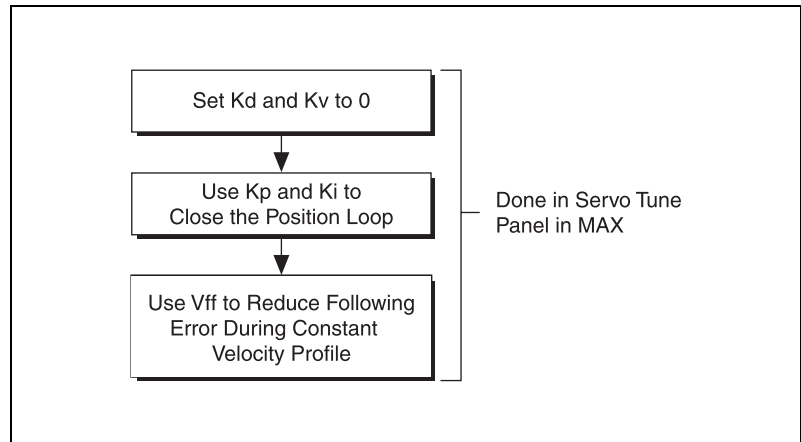 Set Kd and Kv to 0
Use Kp and Ki to
Close the Position Loop
Use Vff to Reduce Following
Error During Constant
Velocity Profile
Done in Servo Tune
Panel in MAX